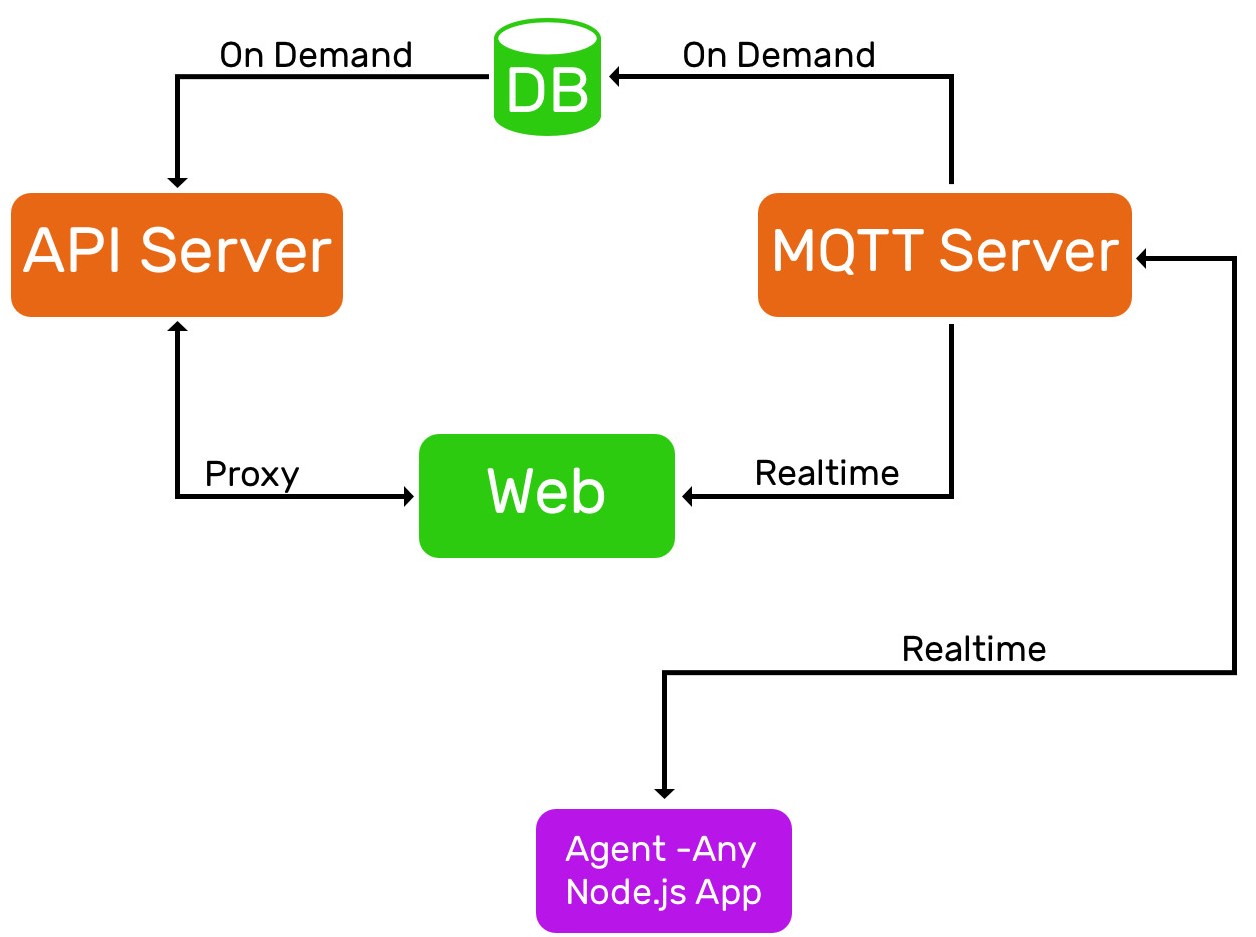 On Demand
On Demand
DB
API Server
MQTT Server
Proxy
Web
Realtime
Realtime
Agent -Any
Node.js App